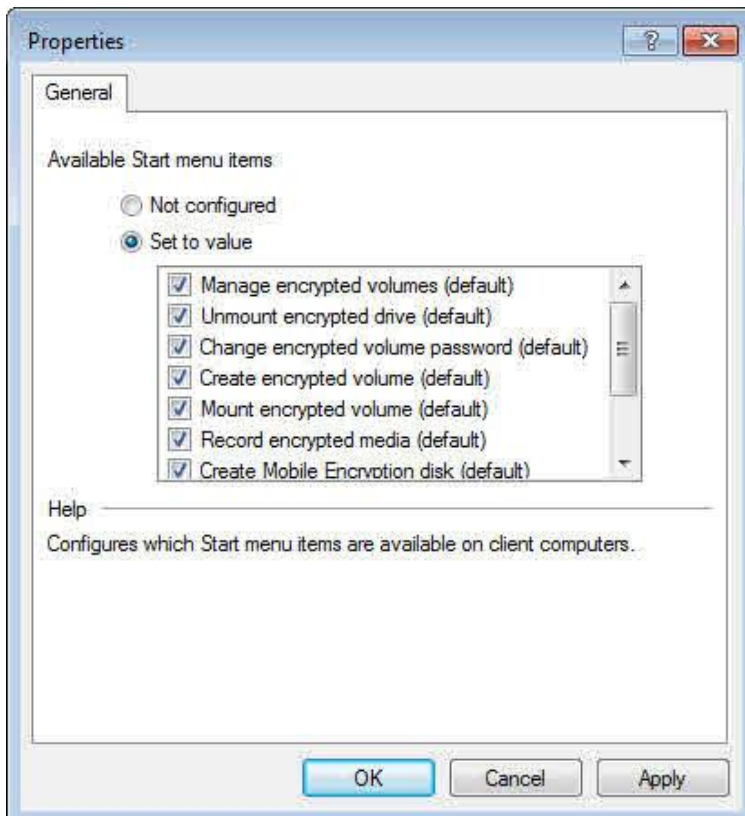 Properties
General
Available Start menu items
Not configured
Set to value
Manage encrypted volumes (default)
Unmount encrypted drive (default)
Change encrypted volume password (default)
Create encrypted volume (default)
Mount encrypted volume (default)
Record encrypted media (default)
Create Mobile Encryption disk (default)
Help
Configures which Start menu items are available on client computers.
OK Cancel Apply